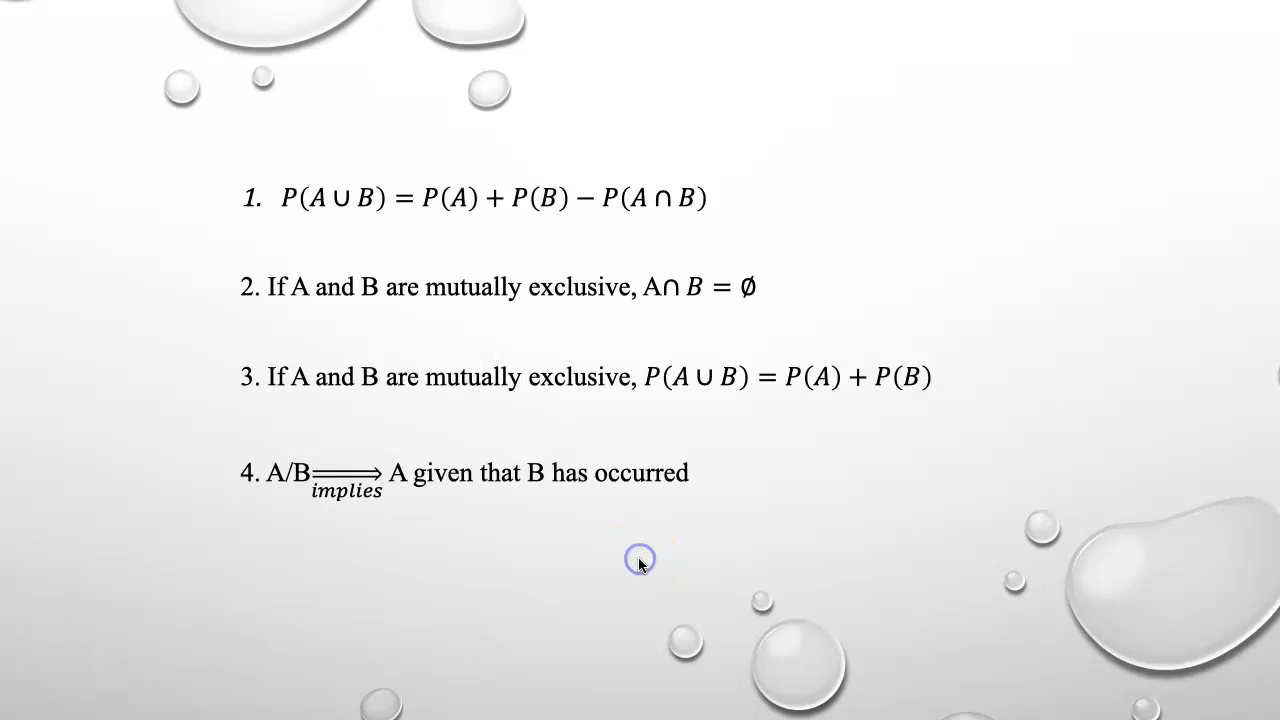 1. P(A ∪ B) = P(A) + P(B) − P(A ∩ B)
2. If A and B are mutually exclusive, A∩ B = ∅
3. If A and B are mutually exclusive, P(A ∪ B) = P(A) + P(B)
4. A/B⟹ A given that B has occurred
implies